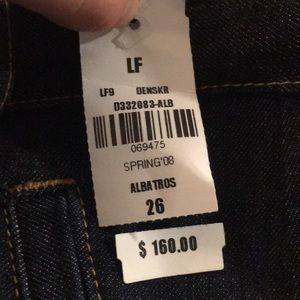 LF
LF9 DENSKR
D332083-ALB
069475
SPRING'08
ALBATROS
26
$ 160.00